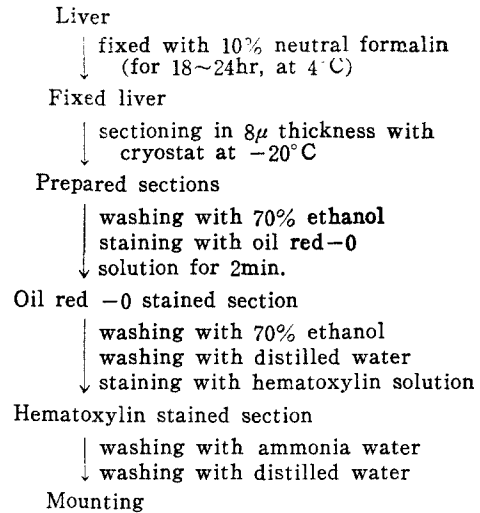 Liver
fixed with 10% neutral formalin
(for 18~24hr, at 4°C)
Fixed liver
sectioning in 8μ thickness with
cryostat at −20°C
Prepared sections
washing with 70% ethanol
staining with oil red−0
solution for 2min.
Oil red −0 stained section
washing with 70% ethanol
washing with distilled water
staining with hematoxylin solution
Hematoxylin stained section
washing with ammonia water
washing with distilled water
Mounting